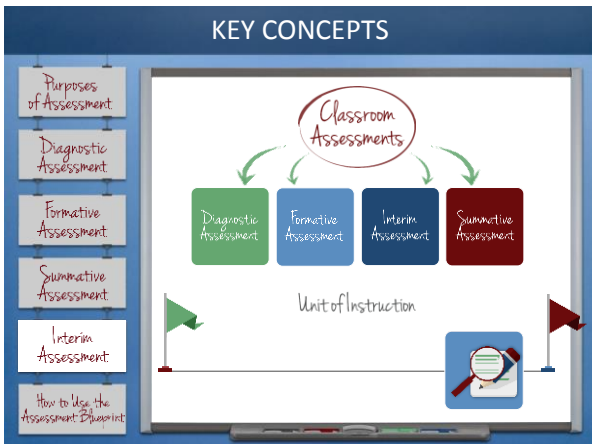 KEY CONCEPTS
Purposes
of Assessment
Diagnostic
Assessment
Formative
Assessment
Summative
Assessment
Interim
Assessment
How to Use the
Assessment Blueprint
Classroom
Assessments
Diagnostic
Assessment
Formative
Assessment
Interim
Assessment
Summative
Assessment
Unit of Instruction